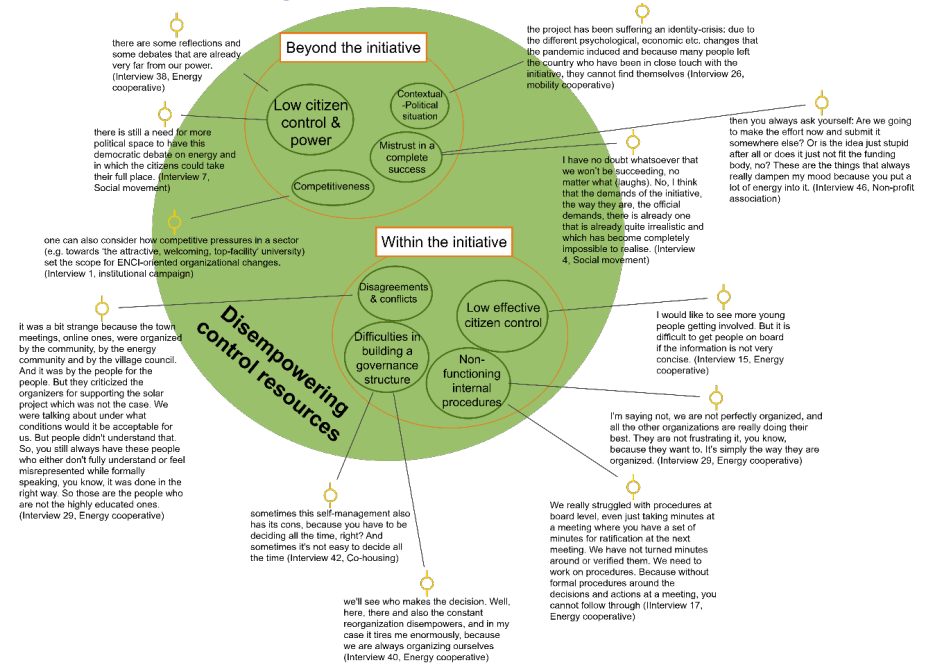 there are some reflections and
some debates that are already
very far from our power.
(Interview 38, Energy
cooperative)
Beyond the initiative
the project has been suffering an identity-crisis: due to
the different psychological, economic etc. changes that
the pandemic induced and because many people left
the country who have been in close touch with the
initiative, they cannot find themselves (Interview 26,
mobility cooperative)
Low citizen
control &
power
Contextual
-Political
situation
Mistrust in a
complete
success
Competitiveness
there is still a need for more
political space to have this
democratic debate on energy and
in which the citizens could take
their full place. (Interview 7,
Social movement)
then you always ask yourself: Are we going
to make the effort now and submit it
somewhere else? Or is the idea just stupid
after all or does it just not fit the funding
body, no? These are the things that always
really dampen my mood because you put a
lot of energy into it. (Interview 46, Non-profit
association)
I have no doubt whatsoever that
we won't be succeeding, no
matter what (laughs). No, I think
that the demands of the initiative,
the way they are, the official
demands, there is already one
that is already quite irrealistic and
which has become completely
impossible to realise. (Interview
4, Social movement)
one can also consider how competitive pressures in a sector
(e.g. towards 'the attractive, welcoming, top-facility' university)
set the scope for ENCI-oriented organizational changes.
(Interview 1, institutional campaign)
Within the initiative
Disagreements
& conflicts
Low effective
citizen control
Difficulties in
building a
governance
structure
Non-
functioning
internal
procedures
Disempowering
control resources
it was a bit strange because the town
meetings, online ones, were organized
by the community, by the energy
community and by the village council.
And it was by the people for the
people. But they criticized the
organizers for supporting the solar
project which was not the case. We
were talking about under what
conditions would it be acceptable for
us. But people didn't understand that.
So, you still always have these people
who either don't fully understand or feel
misrepresented while formally
speaking, you know, it was done in the
right way. So those are the people who
are not the highly educated ones.
(Interview 29, Energy cooperative)
I would like to see more young
people getting involved. But it is
difficult to get people on board
if the information is not very
concise. (Interview 15, Energy
cooperative)
I'm saying not, we are not perfectly organized, and
all the other organizations are really doing their
best. They are not frustrating it, you know,
because they want to. It's simply the way they are
organized. (Interview 29, Energy cooperative)
We really struggled with procedures at
board level, even just taking minutes at
a meeting where you have a set of
minutes for ratification at the next
meeting. We have not turned minutes
around or verified them. We need to
work on procedures. Because without
formal procedures around the
decisions and actions at a meeting, you
cannot follow through (IInterview 17,
Energy cooperative)
sometimes this self-management also
has its cons, because you have to be
deciding all the time, right? And
sometimes it's not easy to decide all
the time (Interview 42, Co-housing)
we'll see who makes the decision. Well,
here, there and also the constant
reorganization disempowers, and in my
case it tires me enormously, because
we are always organizing ourselves
(Interview 40, Energy cooperative)